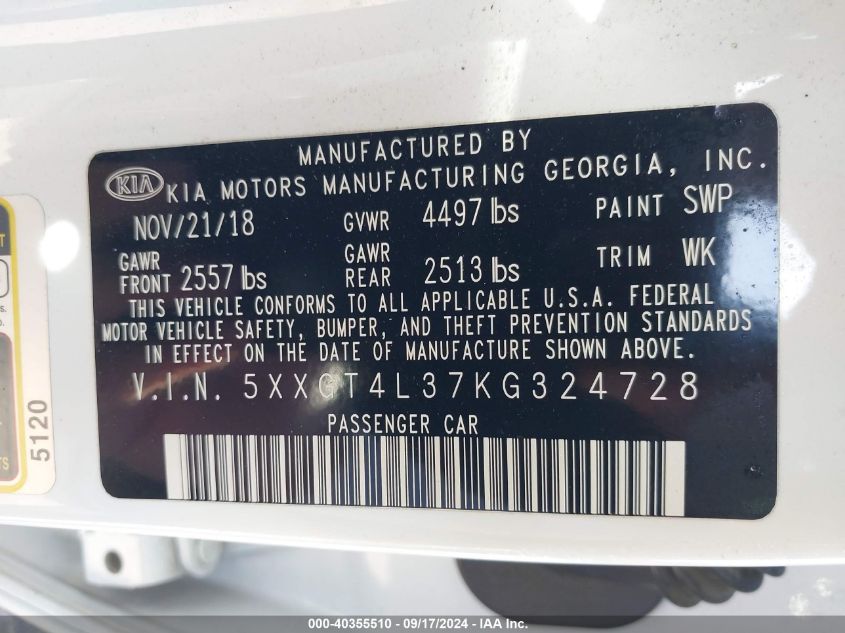 MANUFACTURED BY
KIA KIA MOTORS MANUFACTURING GEORGIA, INC.
NOV/21/18 GVWR 4497 lbs PAINT SWP
GAWR FRONT 2557 lbs GAWR REAR 2513 lbs TRIM WK
THIS VEHICLE CONFORMS TO ALL APPLICABLE U.S.A. FEDERAL
MOTOR VEHICLE SAFETY, BUMPER, AND THEFT PREVENTION STANDARDS
IN EFFECT ON THE DATE OF MANUFACTURE SHOWN ABOVE.
V.I.N. 5XXGT4L37KG324728
PASSENGER CAR
5120
000-40355510 - 09/17/2024 - IAA Inc.